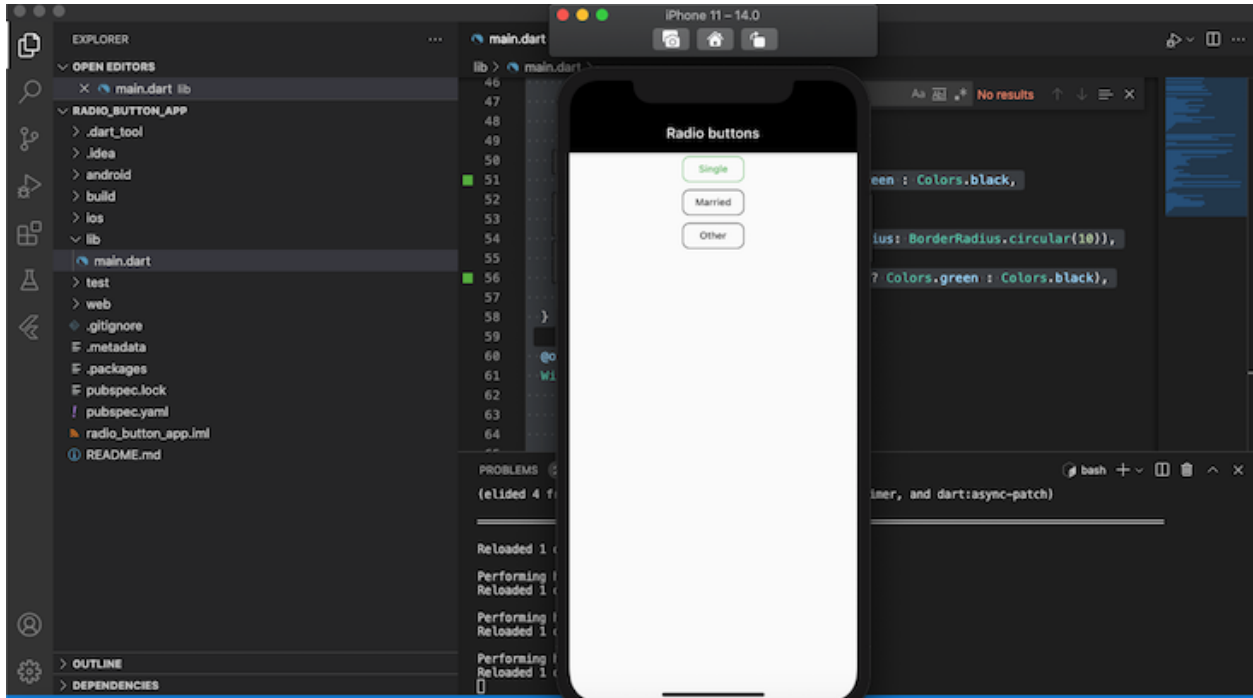 iPhone 11 – 14.0
EXPLORER
OPEN EDITORS
main.dart lib
RADIO_BUTTON_APP
.dart_tool
.idea
android
build
ios
lib
main.dart
test
web
.gitignore
.metadata
.packages
pubspec.lock
pubspec.yaml
radio_button_app.iml
README.md
OUTLINE
DEPENDENCIES
main.dart
lib > main.dart
No results
46
47
48
49
50
51 een : Colors.black,
52
53
54 ius: BorderRadius.circular(10)),
55
56 ? Colors.green : Colors.black),
57
58 }
59
60 @o
61 Wi
62
63
64
Radio buttons
Single
Married
Other
PROBLEMS
bash
(elided 4 f
imer, and dart:async-patch)
Reloaded 1
Performing
Reloaded 1
Performing
Reloaded 1
Performing
Reloaded 1